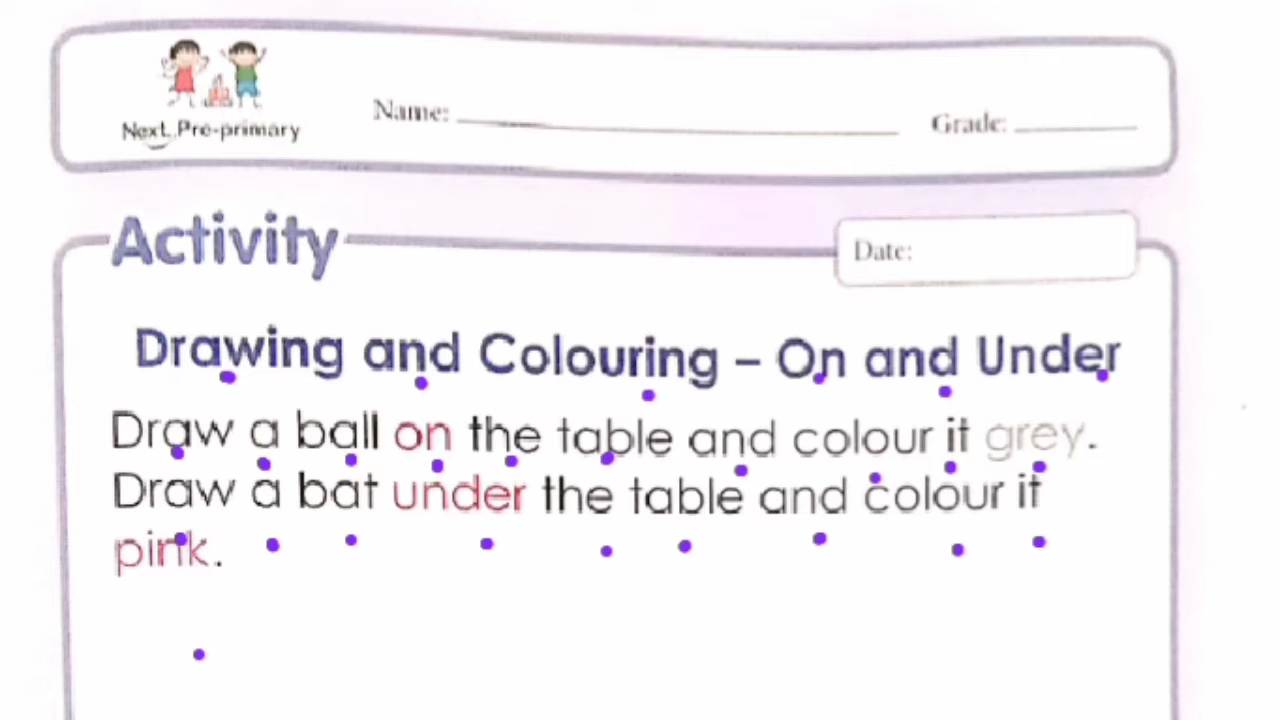 Next Pre-primary
Name:
Grade:
Activity
Date:
Drawing and Colouring – On and Under
Draw a ball on the table and colour it grey.
Draw a bat under the table and colour it
pink.